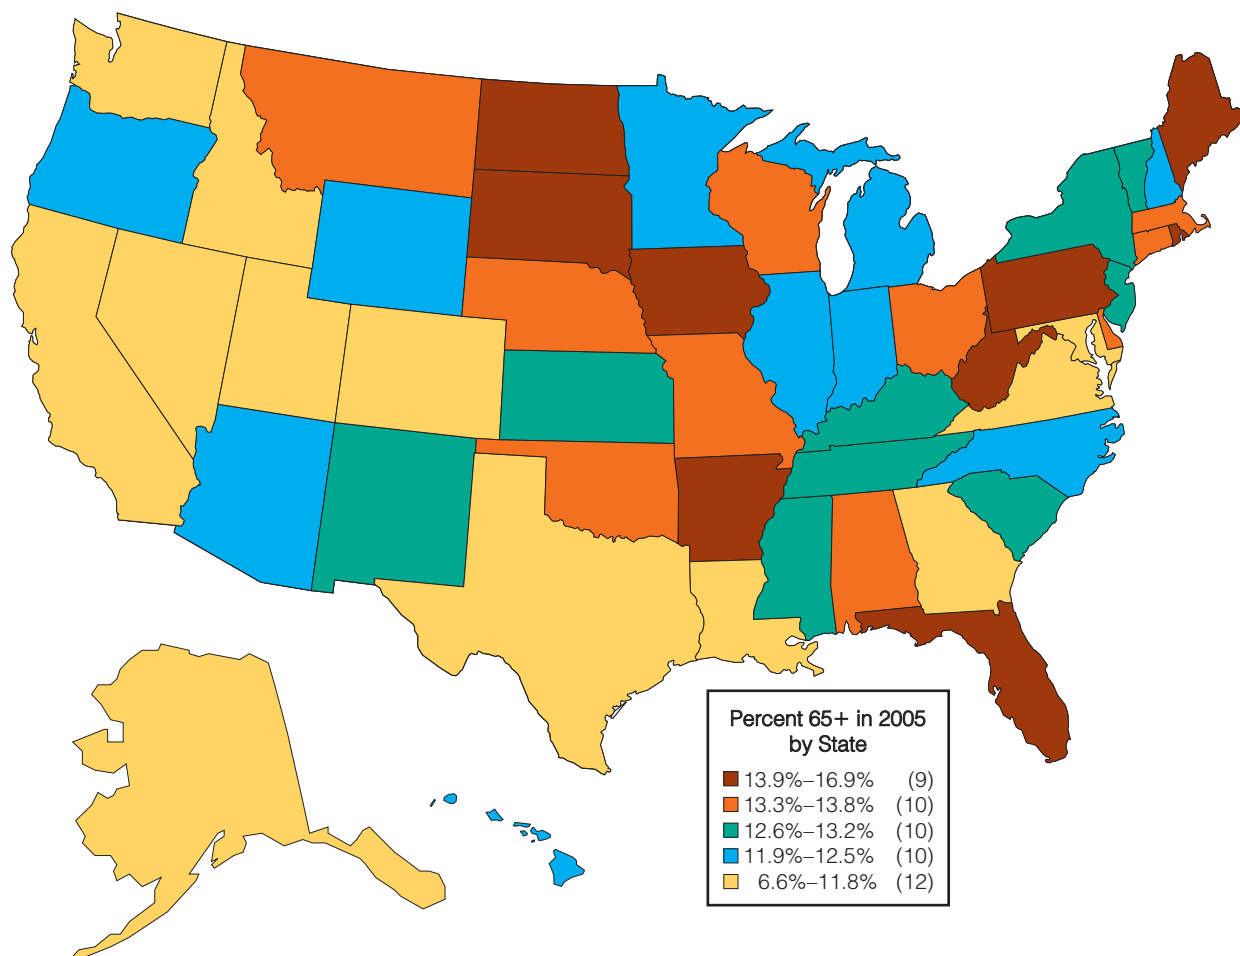 Percent 65+ in 2005
by State
13.9%–16.9% (9)
13.3%–13.8% (10)
12.6%–13.2% (10)
11.9%–12.5% (10)
6.6%–11.8% (12)